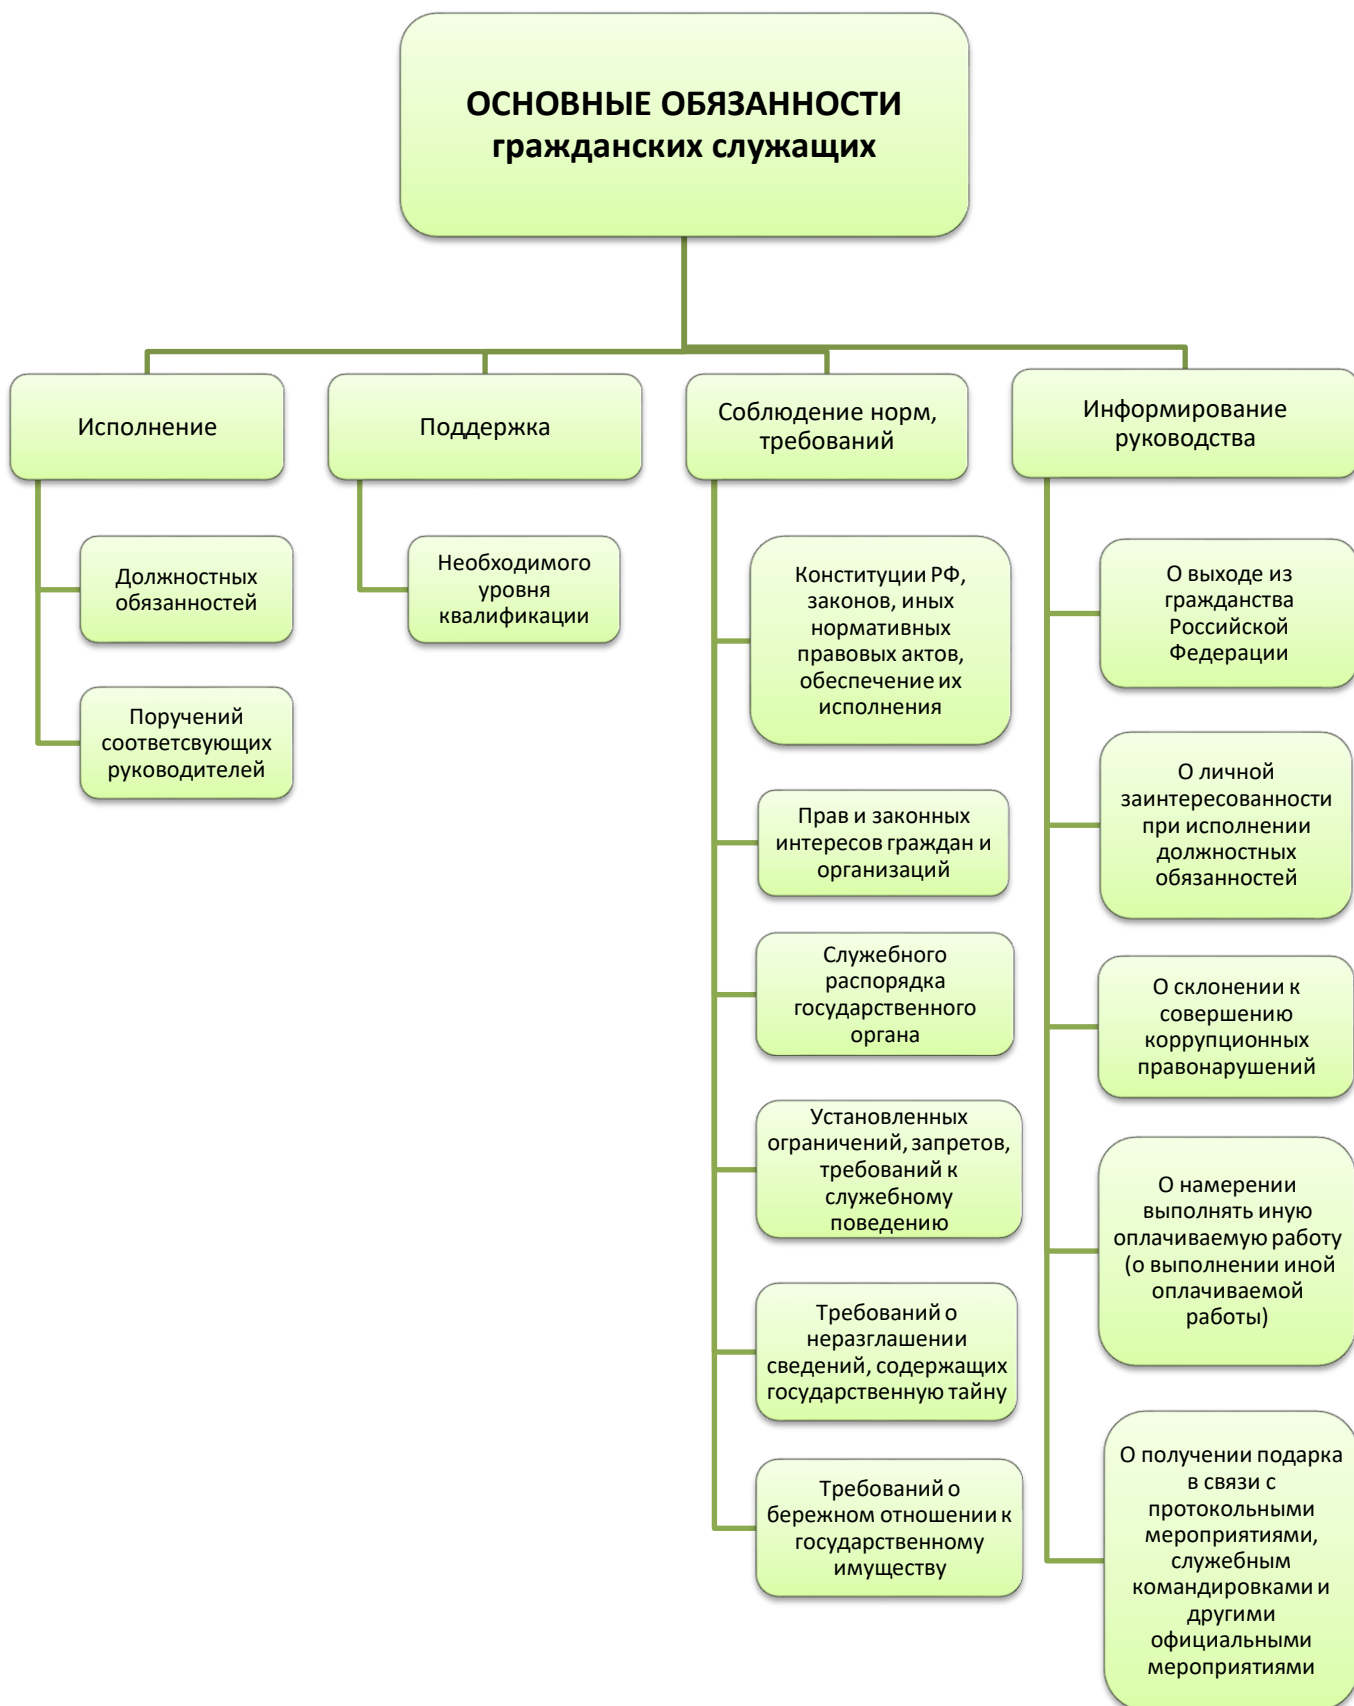 ОСНОВНЫЕ ОБЯЗАННОСТИ
гражданских служащих
Исполнение
Должностных
обязанностей
Поручений
соответсвующих
руководителей
Поддержка
Необходимого
уровня
квалификации
Соблюдение норм,
требований
Конституции РФ,
законов, иных
нормативных
правовых актов,
обеспечение их
исполнения
Прав и законных
интересов граждан и
организаций
Служебного
распорядка
государственного
органа
Установленных
ограничений, запретов,
требований к
служебному
поведению
Требований о
неразглашении
сведений, содержащих
государственную тайну
Требований о
бережном отношении к
государственному
имуществу
Информирование
руководства
О выходе из
гражданства
Российской
Федерации
О личной
заинтересованности
при исполнении
должностных
обязанностей
О склонении к
совершению
коррупционных
правонарушений
О намерении
выполнять иную
оплачиваемую работу
(о выполнении иной
оплачиваемой
работы)
О получении подарка
в связи с
протокольными
мероприятиями,
служебным
командировками и
другими
официальными
мероприятиями